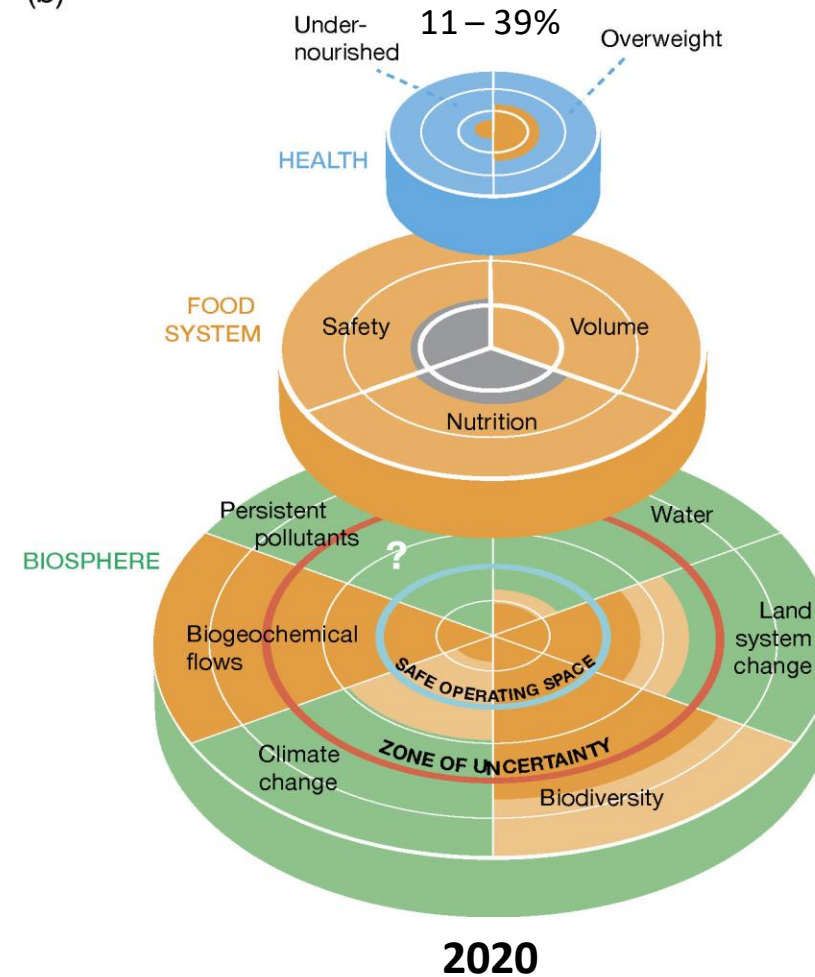 (b)
Under-
nourished
11 – 39%
Overweight
HEALTH
FOOD
SYSTEM
Safety
Volume
Nutrition
BIOSPHERE
Persistent
pollutants
?
Water
Biogeochemical
flows
Land
system
change
SAFE OPERATING SPACE
ZONE OF UNCERTAINTY
Climate
change
Biodiversity
2020